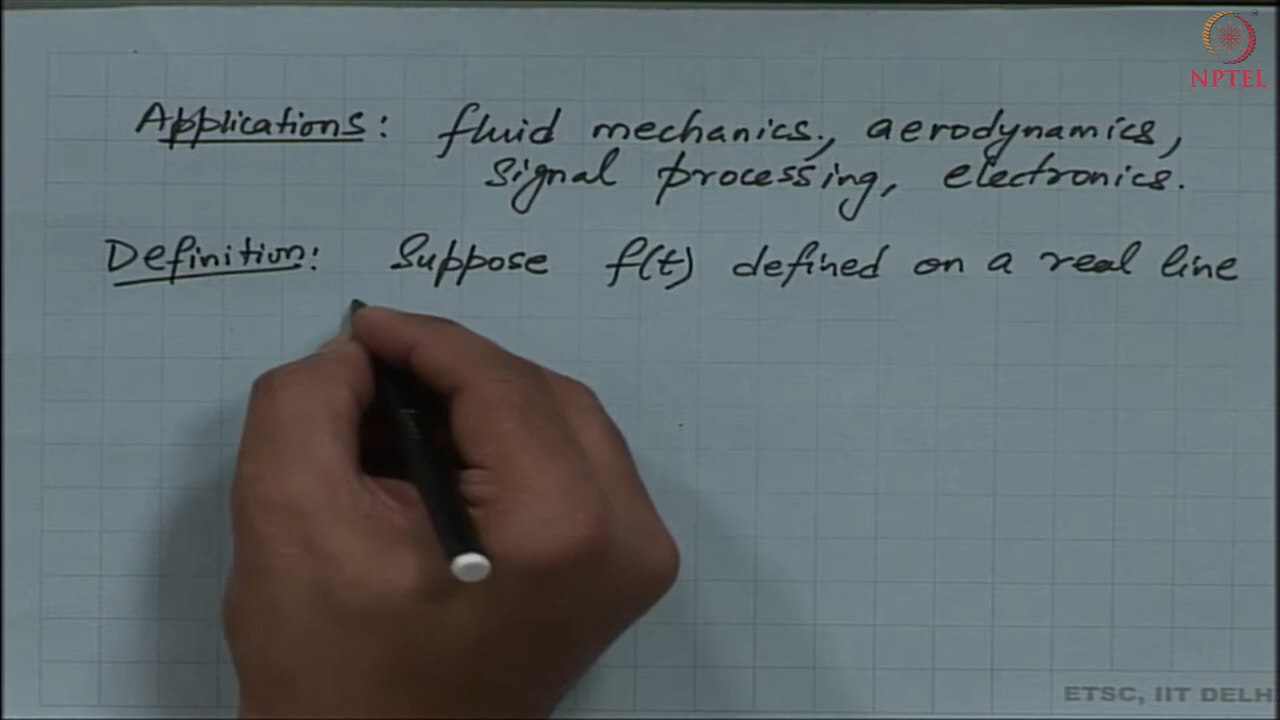 NPTEL
Applications: fluid mechanics, aerodynamics,
signal processing, electronics.
Definition: Suppose f(t) defined on a real line
ETSC, IIT DELH